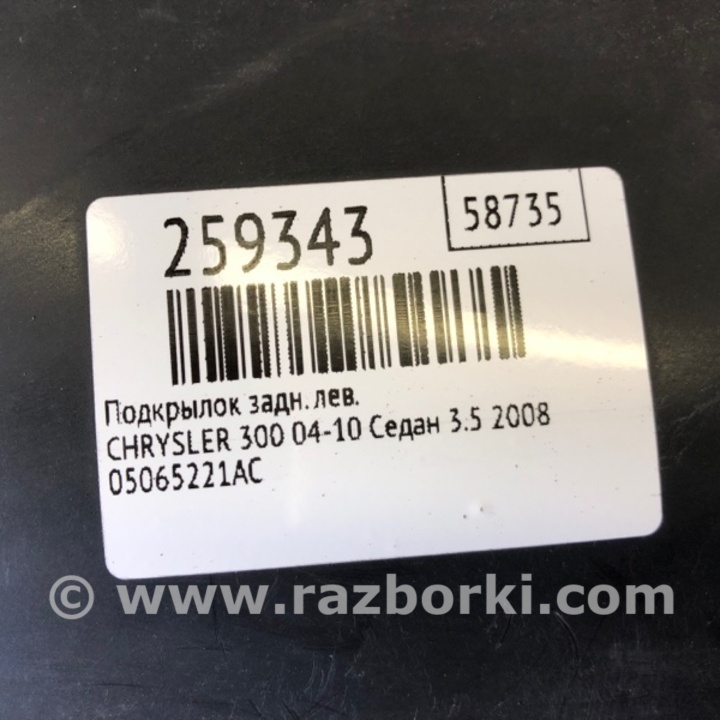 259343
58735
Подкрылок задн. лев.
CHRYSLER 300 04-10 Седан 3.5 2008
05065221AC
© www.razborki.com